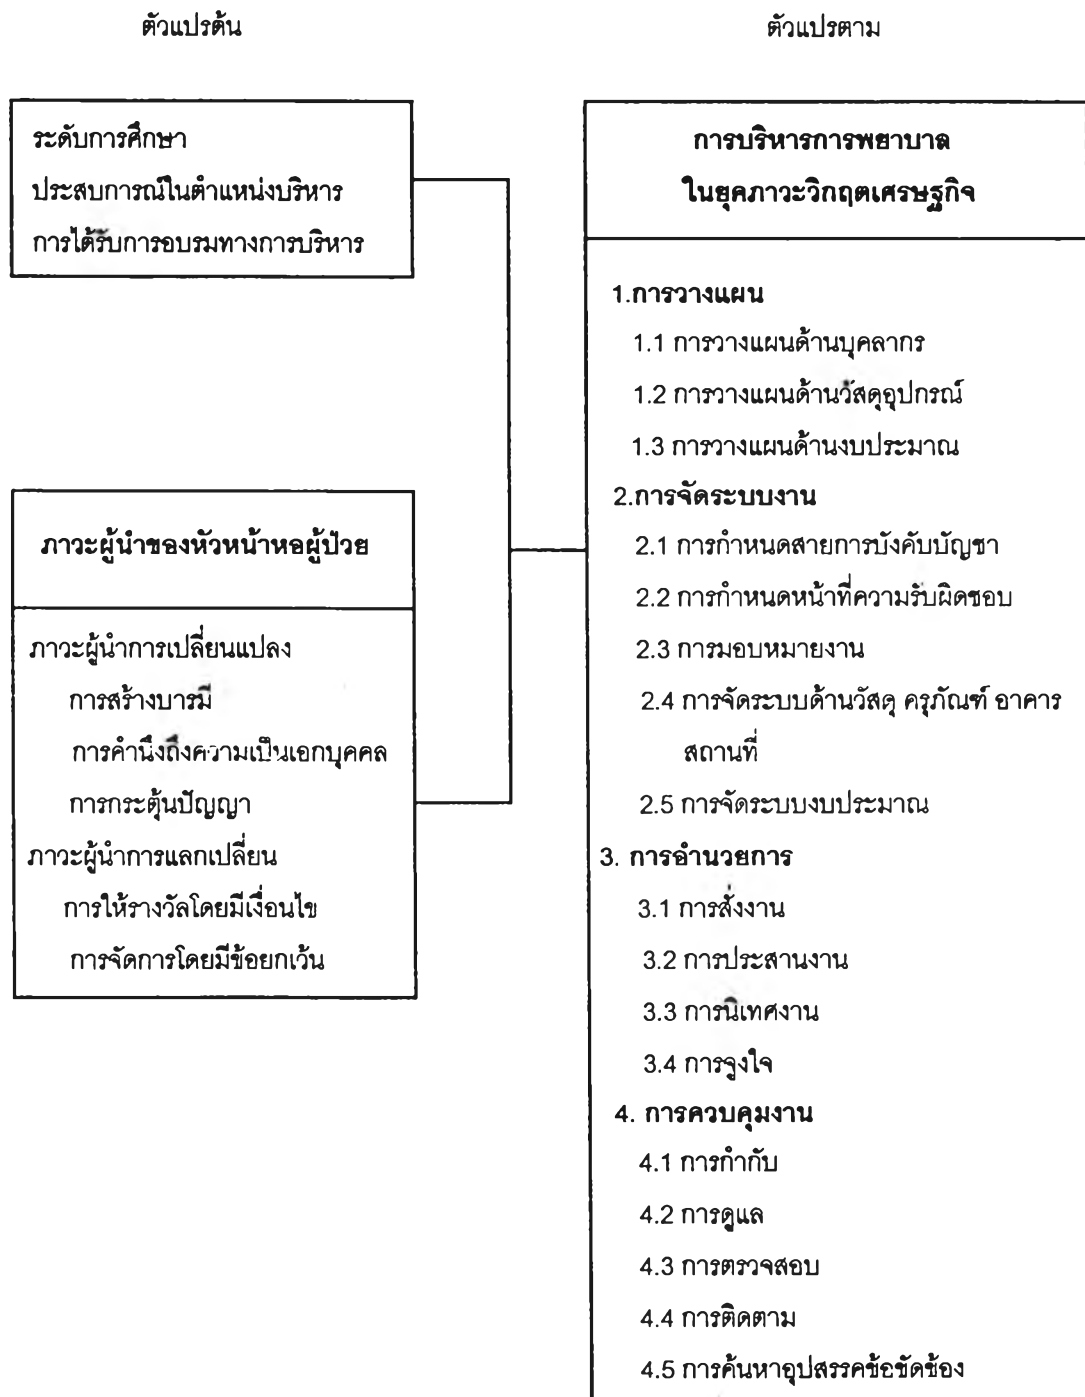 ตัวแปรต้น
ตัวแปรตาม
ระดับการศึกษา
ประสบการณ์ในตำแหน่งบริหาร
การได้รับการอบรมทางการบริหาร
ภาวะผู้นำของหัวหน้าหอผู้ป่วย
ภาวะผู้นำการเปลี่ยนแปลง
การสร้างบารมี
การคำนึงถึงความเป็นเอกบุคคล
การกระตุ้นปัญญา
ภาวะผู้นำการแลกเปลี่ยน
การให้รางวัลโดยมีเงื่อนไข
การจัดการโดยมีข้อยกเว้น
การบริหารการพยาบาล
ในยุคภาวะวิกฤตเศรษฐกิจ
1.การวางแผน
1.1 การวางแผนด้านบุคลากร
1.2 การวางแผนด้านวัสดุอุปกรณ์
1.3 การวางแผนด้านงบประมาณ
2.การจัดระบบงาน
2.1 การกำหนดสายการบังคับบัญชา
2.2 การกำหนดหน้าที่ความรับผิดชอบ
2.3 การมอบหมายงาน
2.4 การจัดระบบด้านวัสดุ ครุภัณฑ์ อาคาร
สถานที่
2.5 การจัดระบบงบประมาณ
3. การอำนวยการ
3.1 การสั่งงาน
3.2 การประสานงาน
3.3 การนิเทศงาน
3.4 การจูงใจ
4. การควบคุมงาน
4.1 การกำกับ
4.2 การดูแล
4.3 การตรวจสอบ
4.4 การติดตาม
4.5 การค้นหาอุปสรรคข้อขัดข้อง